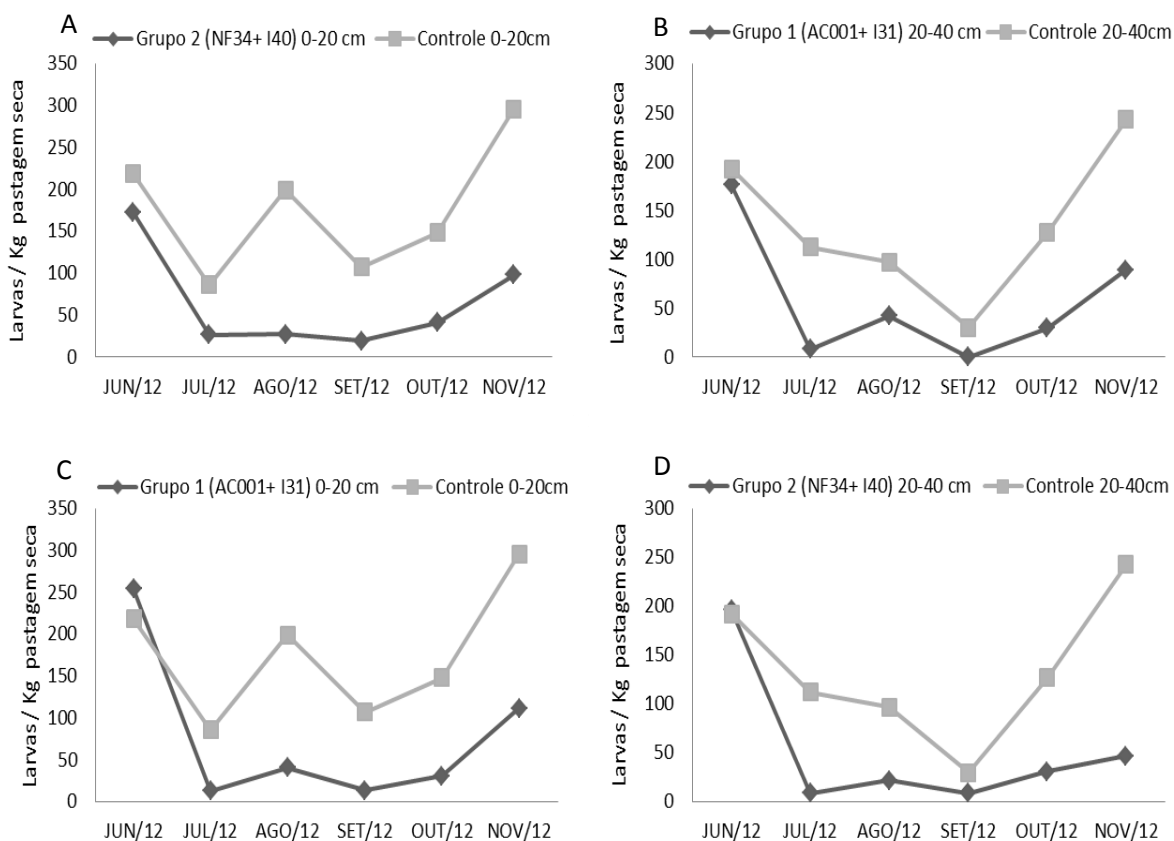 A
Grupo 2 (NF34+ I40) 0-20 cm Controle 0-20cm
Larvas / Kg pastagem seca
350
300
250
200
150
100
50
0
JUN/12 JUL/12 AGO/12 SET/12 OUT/12 NOV/12
B
Grupo 1 (AC001+ I31) 20-40 cm Controle 20-40cm
Larvas / Kg pastagem seca
300
250
200
150
100
50
0
JUN/12 JUL/12 AGO/12 SET/12 OUT/12 NOV/12
C
Grupo 1 (AC001+ I31) 0-20 cm Controle 0-20cm
Larvas / Kg pastagem seca
350
300
250
200
150
100
50
0
JUN/12 JUL/12 AGO/12 SET/12 OUT/12 NOV/12
D
Grupo 2 (NF34+ I40) 20-40 cm Controle 20-40cm
Larvas / Kg pastagem seca
300
250
200
150
100
50
0
JUN/12 JUL/12 AGO/12 SET/12 OUT/12 NOV/12